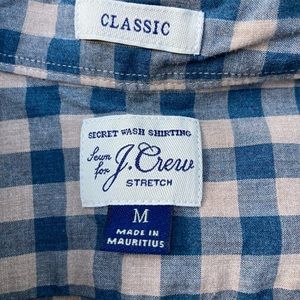 CLASSIC
SECRET WASH SHIRTING
Sewn for J.Crew
STRETCH
M
MADE IN
MAURITIUS